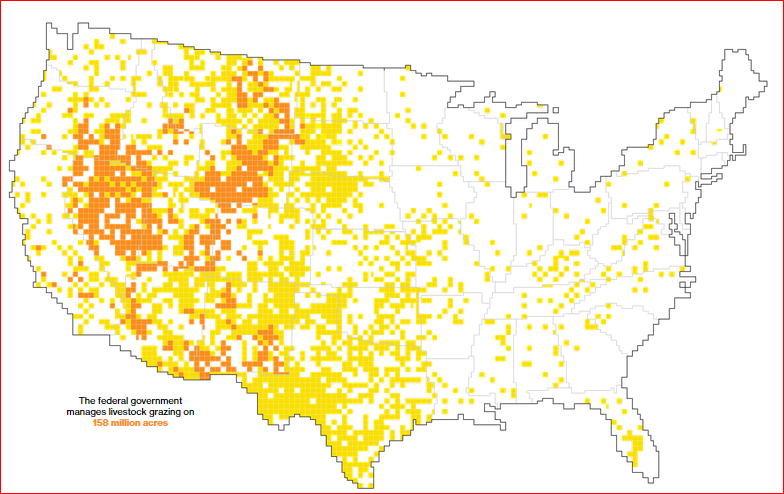 The federal government
manages livestock grazing on
158 million acres